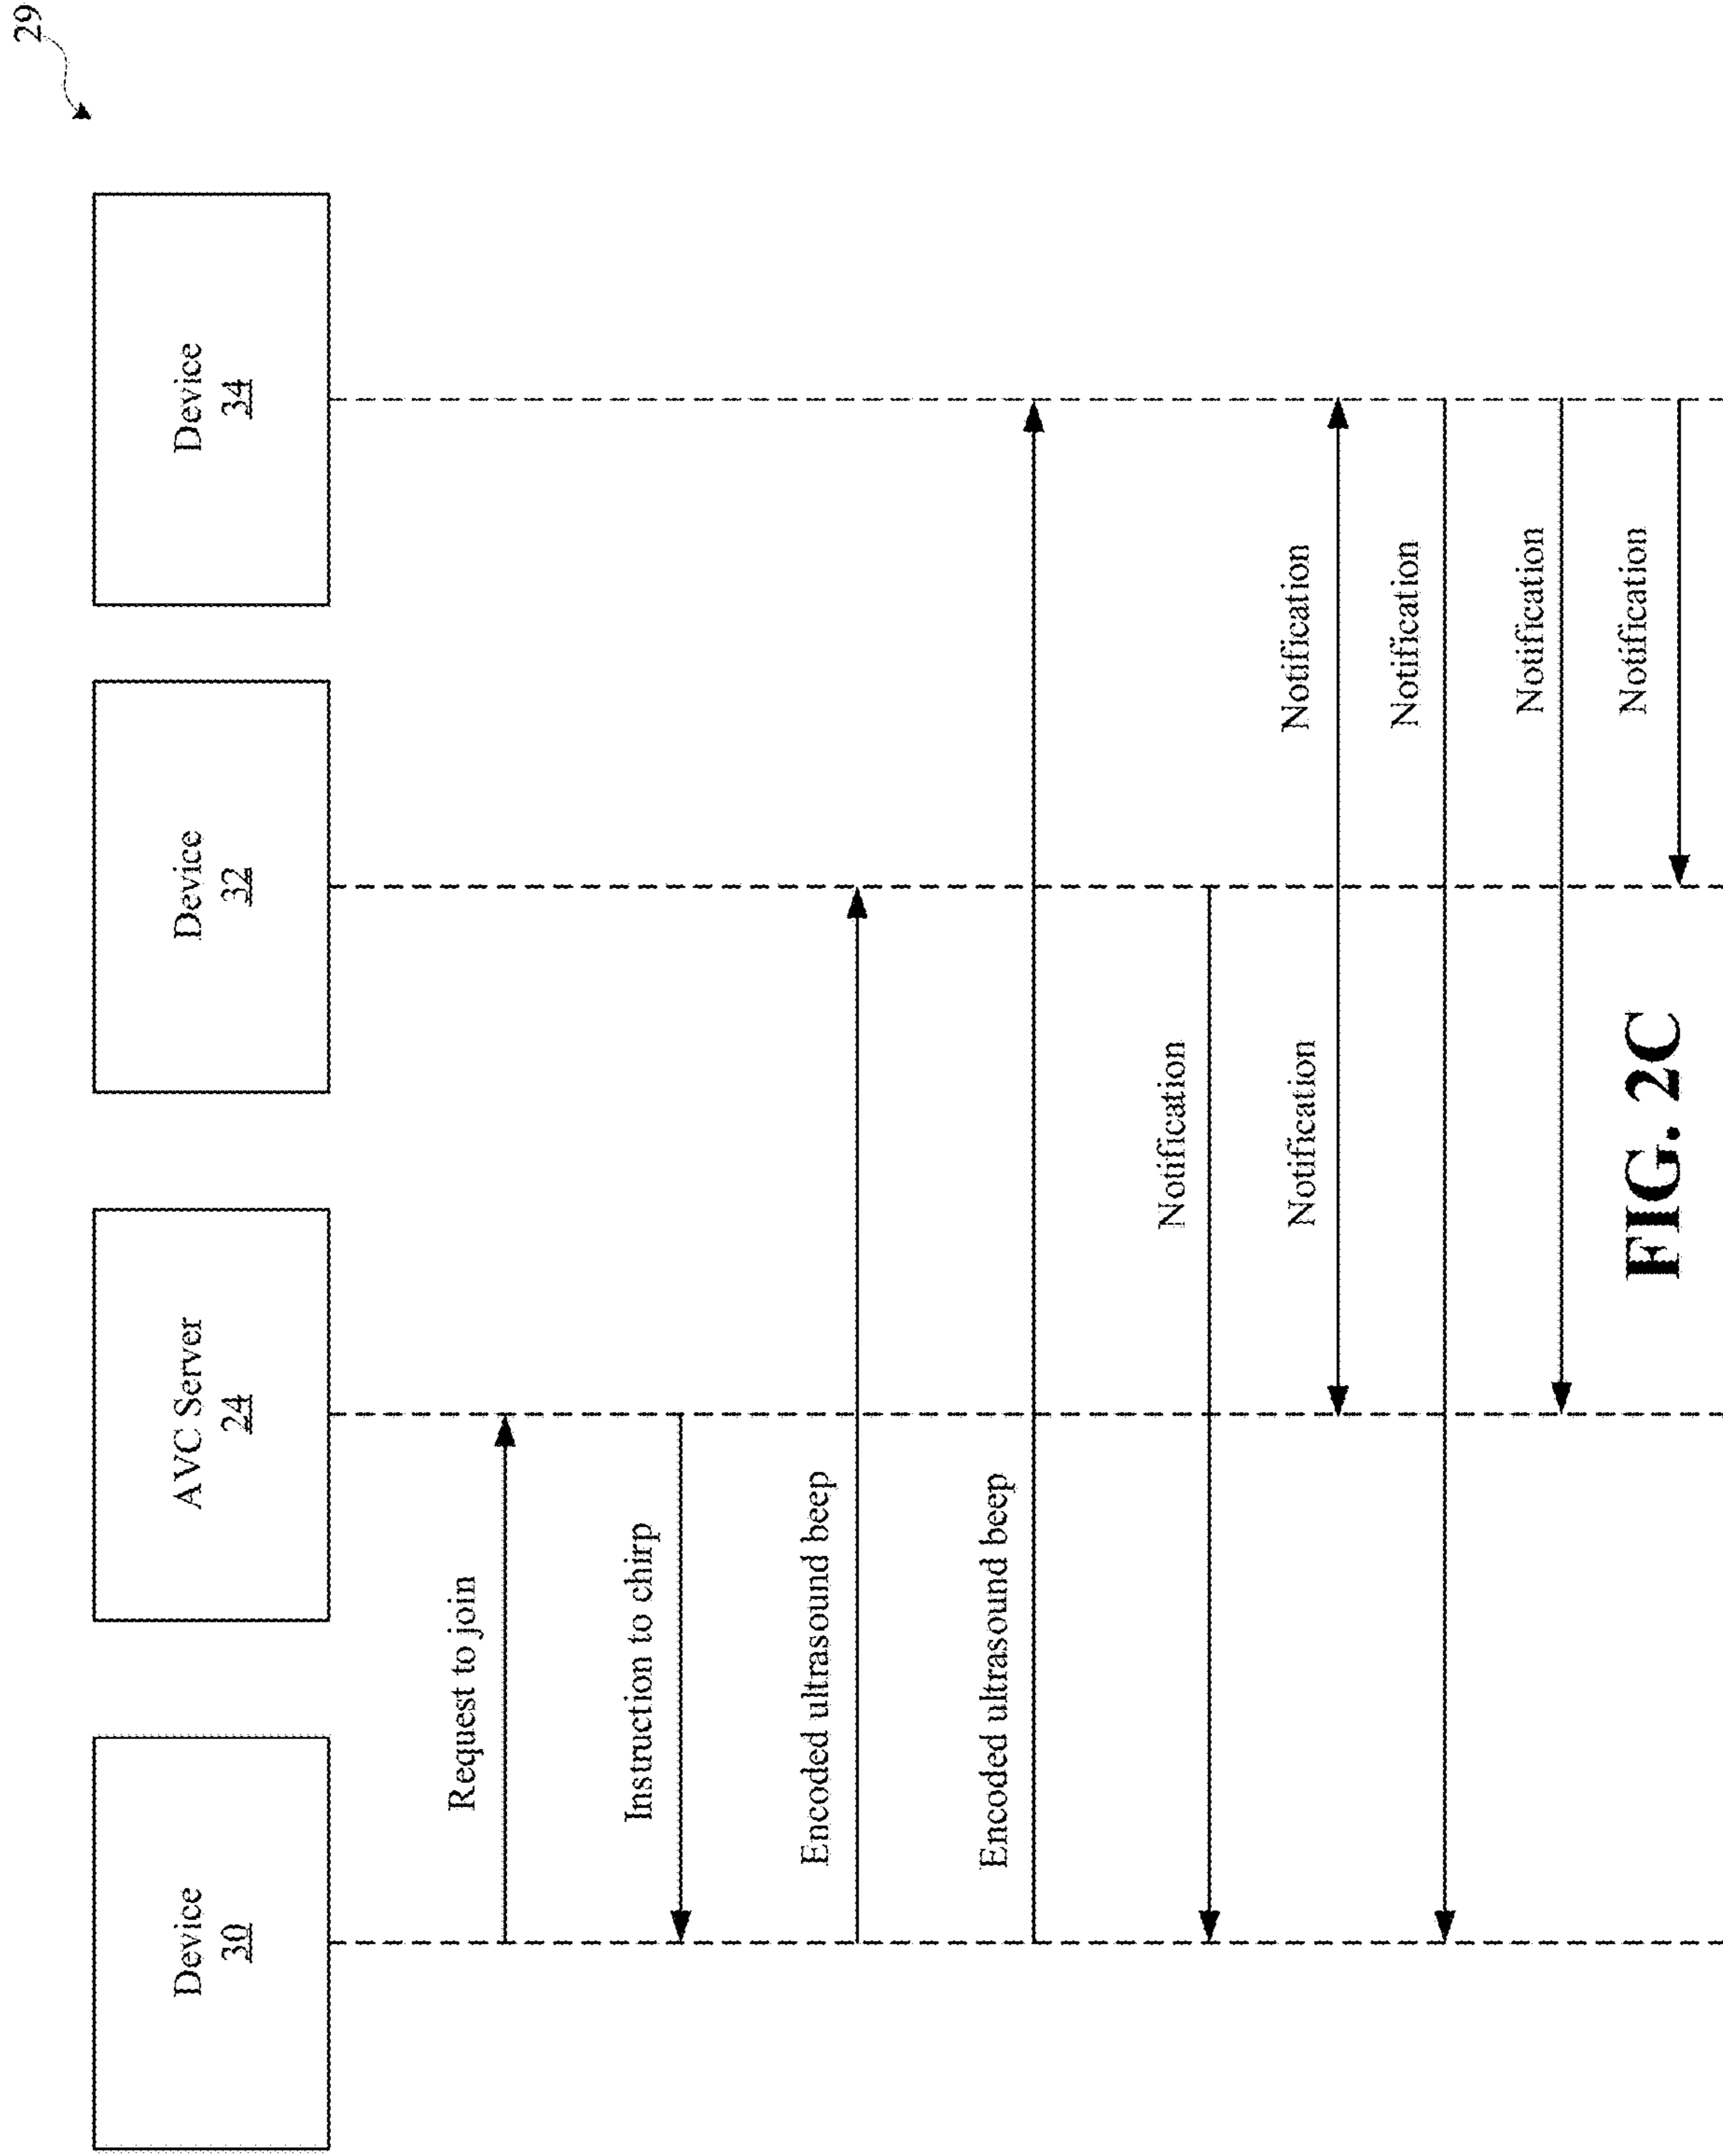 29
Device
30
AVC Server
24
Device
32
Device
34
Request to join
Instruction to chirp
Encoded ultrasound beep
Encoded ultrasound beep
Notification
Notification
Notification
Notification
Notification
Notification
FIG. 2C